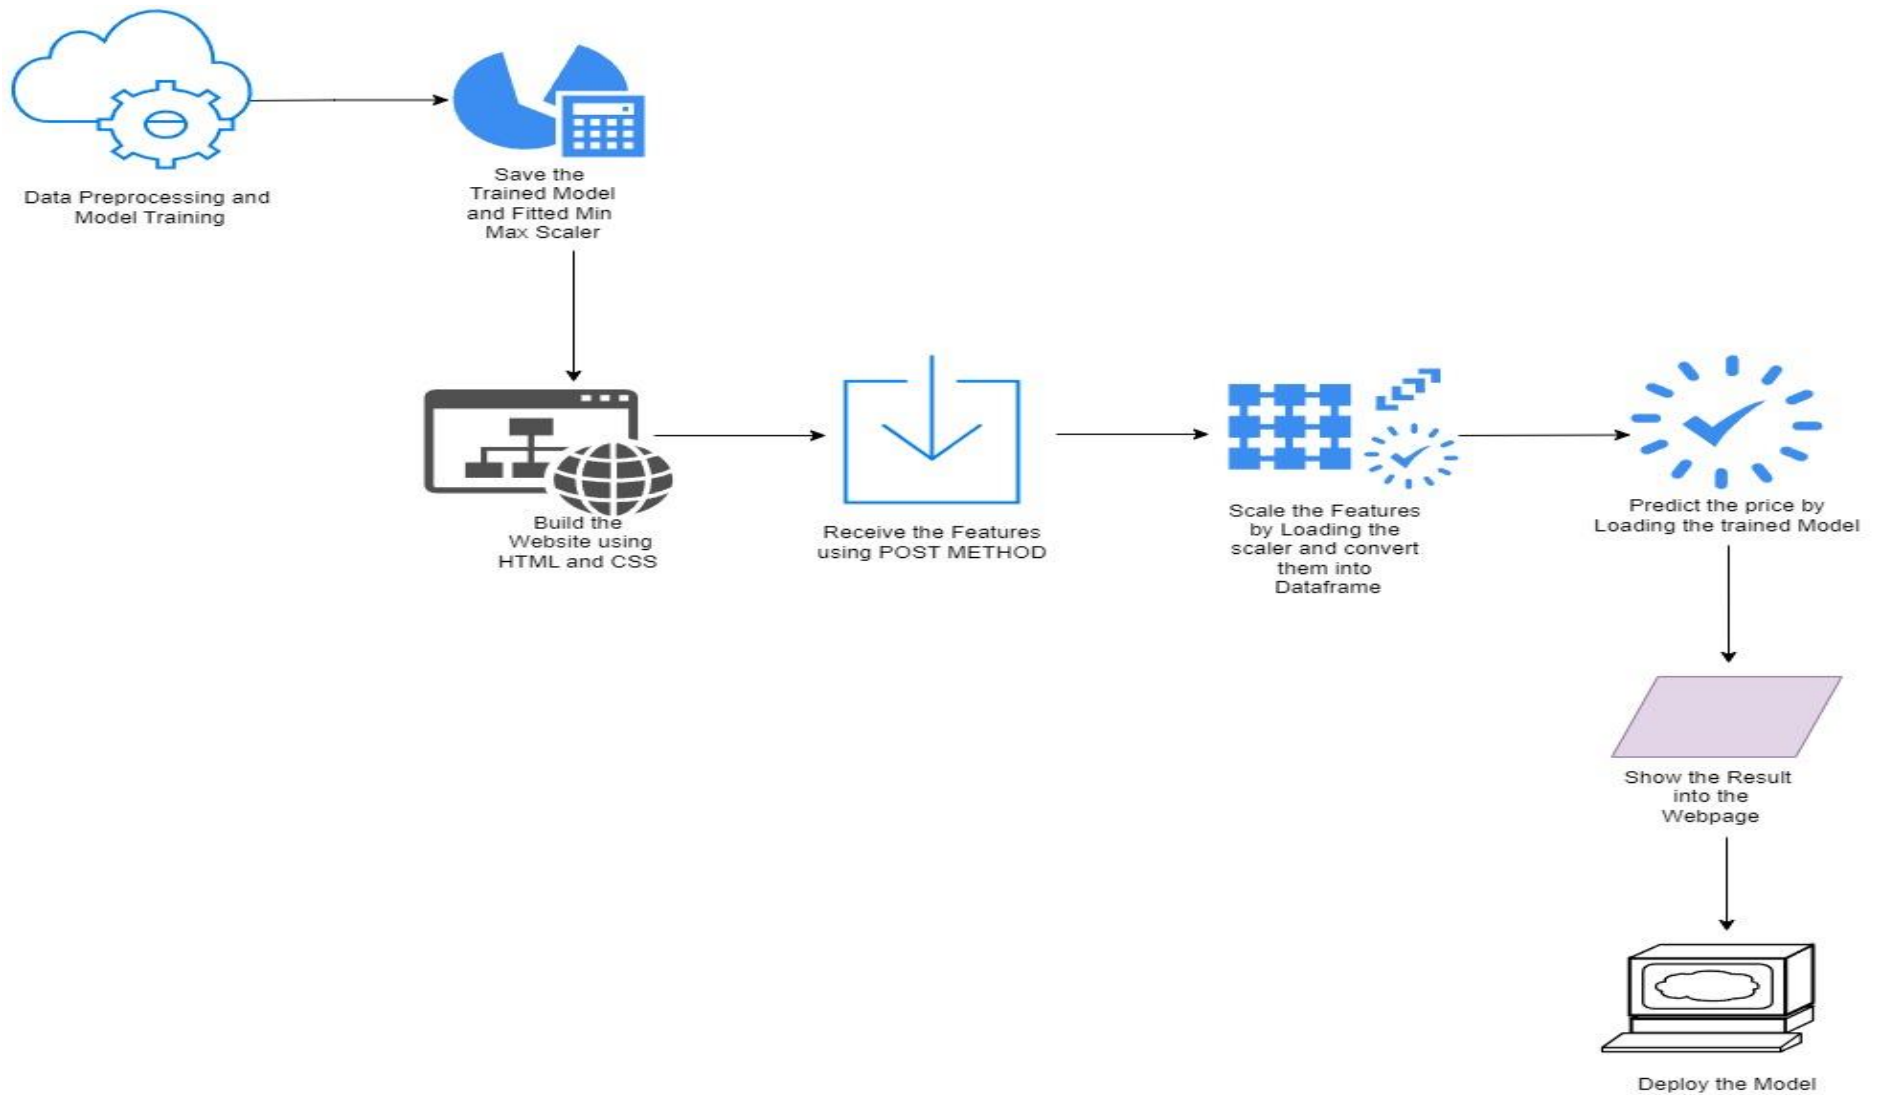 Data Preprocessing and
Model Training
Save the
Trained Model
and Fitted Min
Max Scaler
Build the
Website using
HTML and CSS
Receive the Features
using POST METHOD
Scale the Features
by Loading the
scaler and convert
them into
Dataframe
Predict the price by
Loading the trained Model
Show the Result
into the
Webpage
Deploy the Model